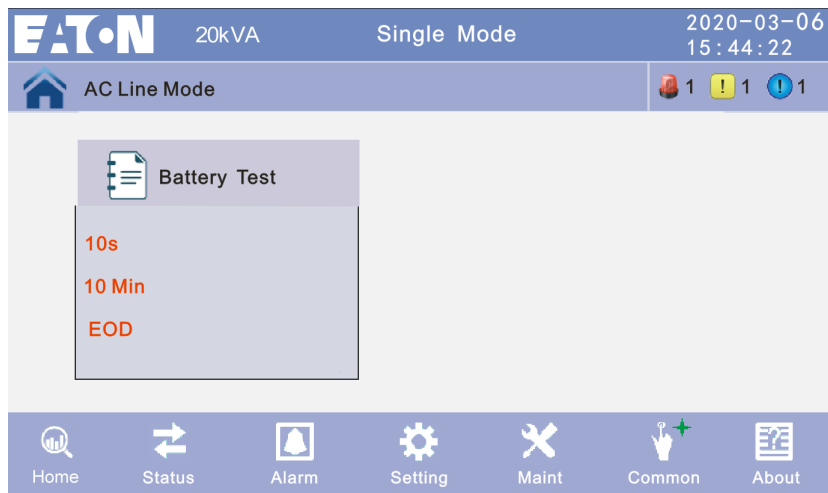 EATON 20kVA Single Mode 2020-03-06
15:44:22
AC Line Mode 1 ! 1 ! 1
Battery Test
10s
10 Min
EOD
Home Status Alarm Setting Maint Common About